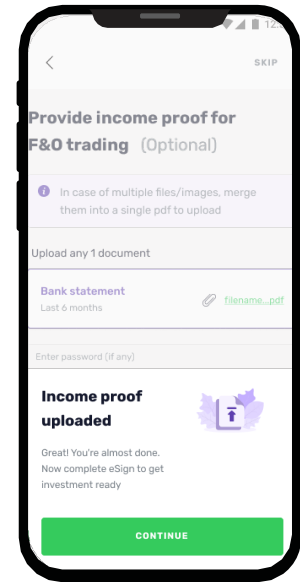 12:
SKIP
Provide income proof for
F&O trading (Optional)
i In case of multiple files/images, merge
them into a single pdf to upload
Upload any 1 document
Bank statement
Last 6 months
filename...pdf
Enter password (if any)
Income proof
uploaded
Great! You're almost done.
Now complete eSign to get
investment ready
CONTINUE